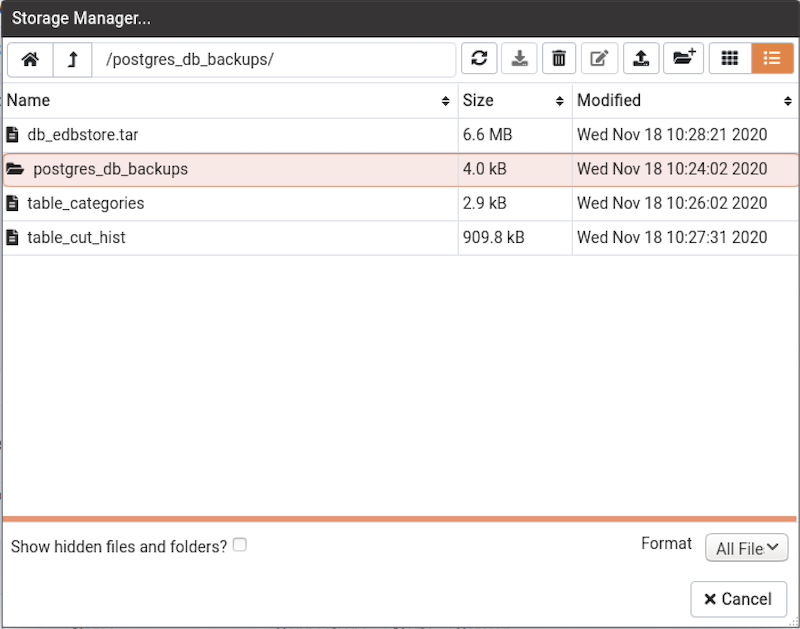 Storage Manager...
/postgres_db_backups/
Name Size Modified
db_edbstore.tar 6.6 MB Wed Nov 18 10:28:21 2020
postgres_db_backups 4.0 kB Wed Nov 18 10:24:02 2020
table_categories 2.9 kB Wed Nov 18 10:26:02 2020
table_cut_hist 909.8 kB Wed Nov 18 10:27:31 2020
Show hidden files and folders? Format All File
Cancel